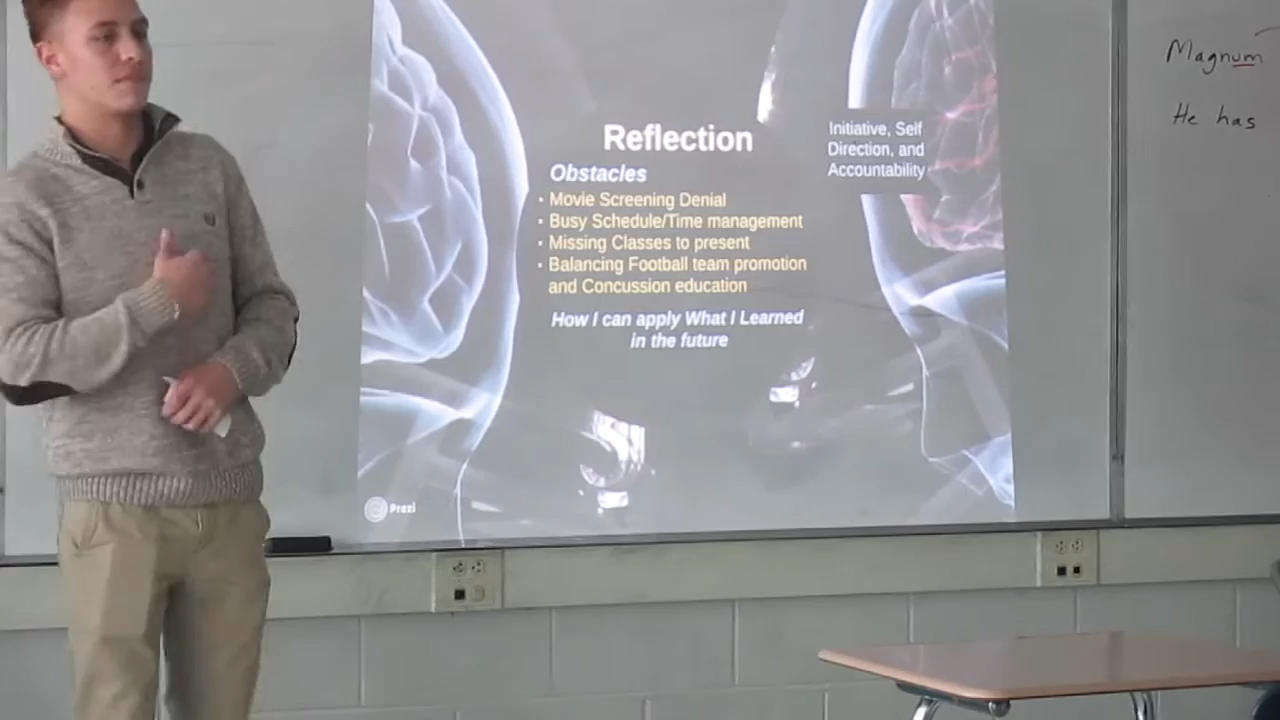 Reflection
Obstacles
· Movie Screening Denial
· Busy Schedule/Time management
· Missing Classes to present
· Balancing Football team promotion
and Concussion education
How I can apply What I Learned
in the future
Initiative, Self
Direction, and
Accountability
Prezi
Magnum
He has